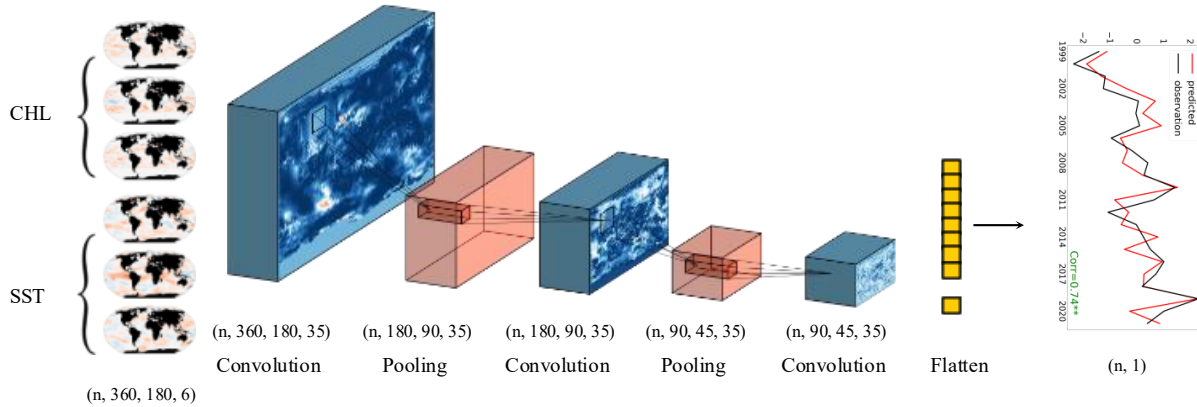 CHL
SST
(n, 360, 180, 6)
(n, 360, 180, 35)
Convolution
(n, 180, 90, 35)
Pooling
(n, 180, 90, 35)
Convolution
(n, 90, 45, 35)
Pooling
(n, 90, 45, 35)
Convolution
Flatten
(n, 1)
predicted
observation
Corr=0.74**
−2
−1
0
1
2
1999
2002
2005
2008
2011
2014
2017
2020